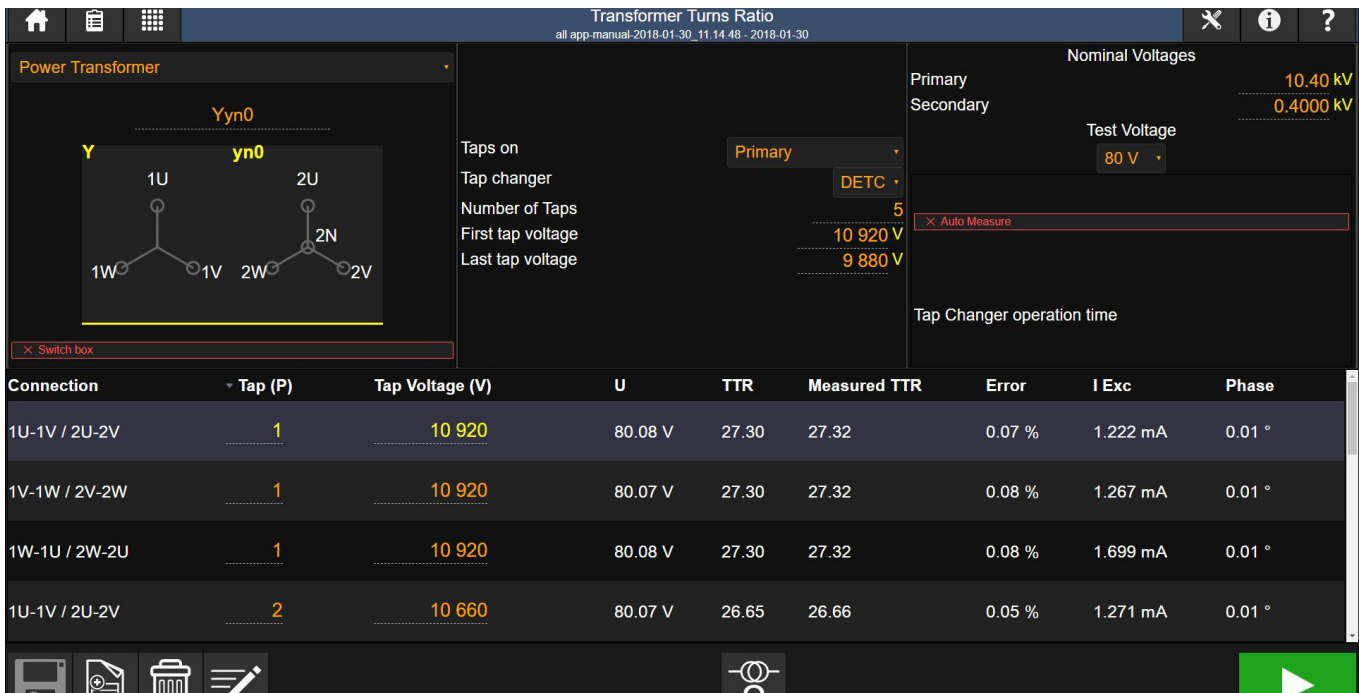 Transformer Turns Ratio
all app-manual-2018-01-30_11.14.48 - 2018-01-30
Power Transformer
Yyn0
Y yn0
1U 2U
2N
1W 1V 2W 2V
× Switch box
Taps on Primary
Tap changer DETC
Number of Taps 5
First tap voltage 10 920 V
Last tap voltage 9 880 V
Nominal Voltages
Primary 10.40 kV
Secondary 0.4000 kV
Test Voltage
80 V
× Auto Measure
Tap Changer operation time
Connection Tap (P) Tap Voltage (V) U TTR Measured TTR Error I Exc Phase
1U-1V / 2U-2V 1 10 920 80.08 V 27.30 27.32 0.07 % 1.222 mA 0.01 °
1V-1W / 2V-2W 1 10 920 80.07 V 27.30 27.32 0.08 % 1.267 mA 0.01 °
1W-1U / 2W-2U 1 10 920 80.08 V 27.30 27.32 0.08 % 1.699 mA 0.01 °
1U-1V / 2U-2V 2 10 660 80.07 V 26.65 26.66 0.05 % 1.271 mA 0.01 °